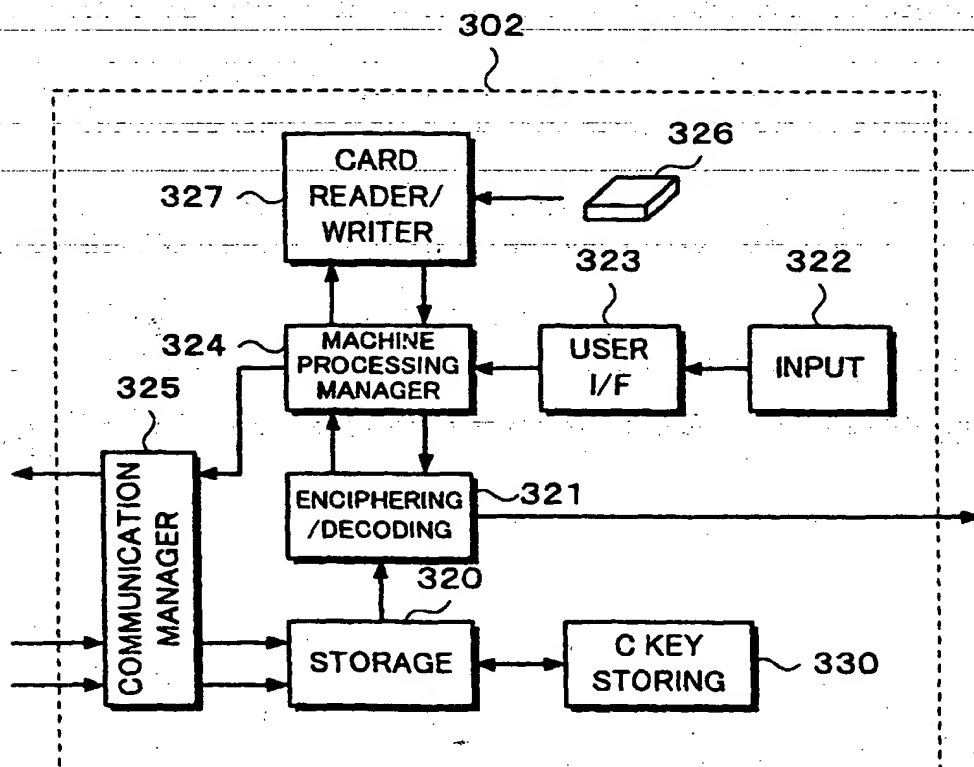 302
CARD
READER/
WRITER
327
326
323
322
324
MACHINE
PROCESSING
MANAGER
USER
I/F
INPUT
325
COMMUNICATION
MANAGER
ENCIPHERING
/DECODING
321
320
STORAGE
C KEY
STORING
330